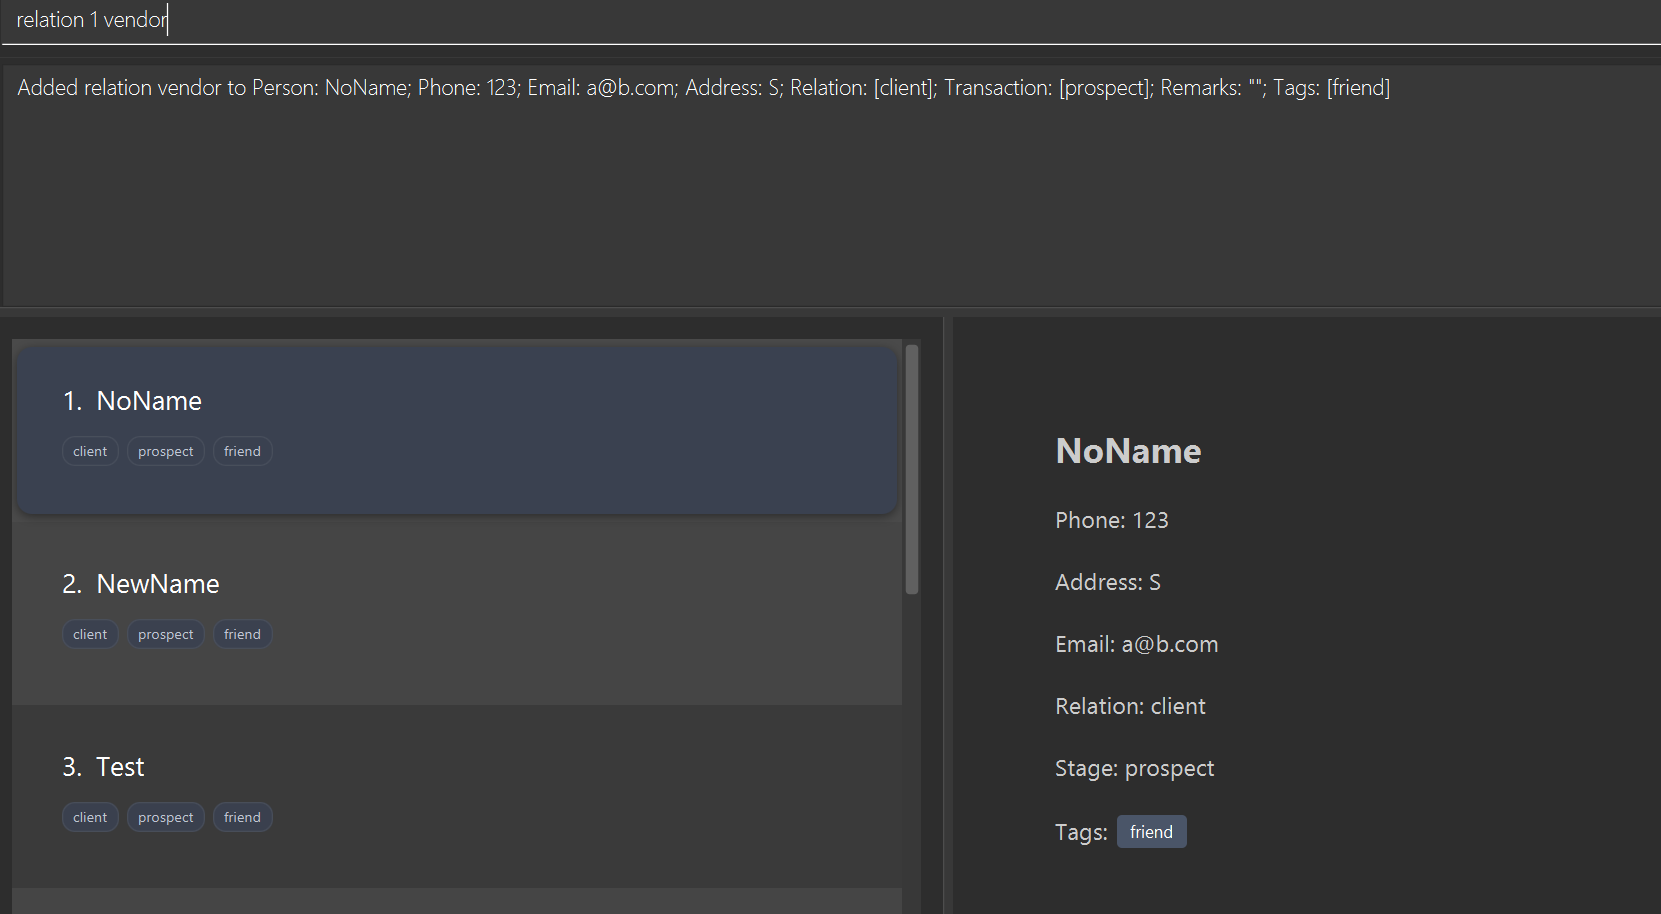 relation 1 vendor
Added relation vendor to Person: NoName; Phone: 123; Email: a@b.com; Address: S; Relation: [client]; Transaction: [prospect]; Remarks: ""; Tags: [friend]
1. NoName
client prospect friend
2. NewName
client prospect friend
3. Test
client prospect friend
NoName
Phone: 123
Address: S
Email: a@b.com
Relation: client
Stage: prospect
Tags: friend